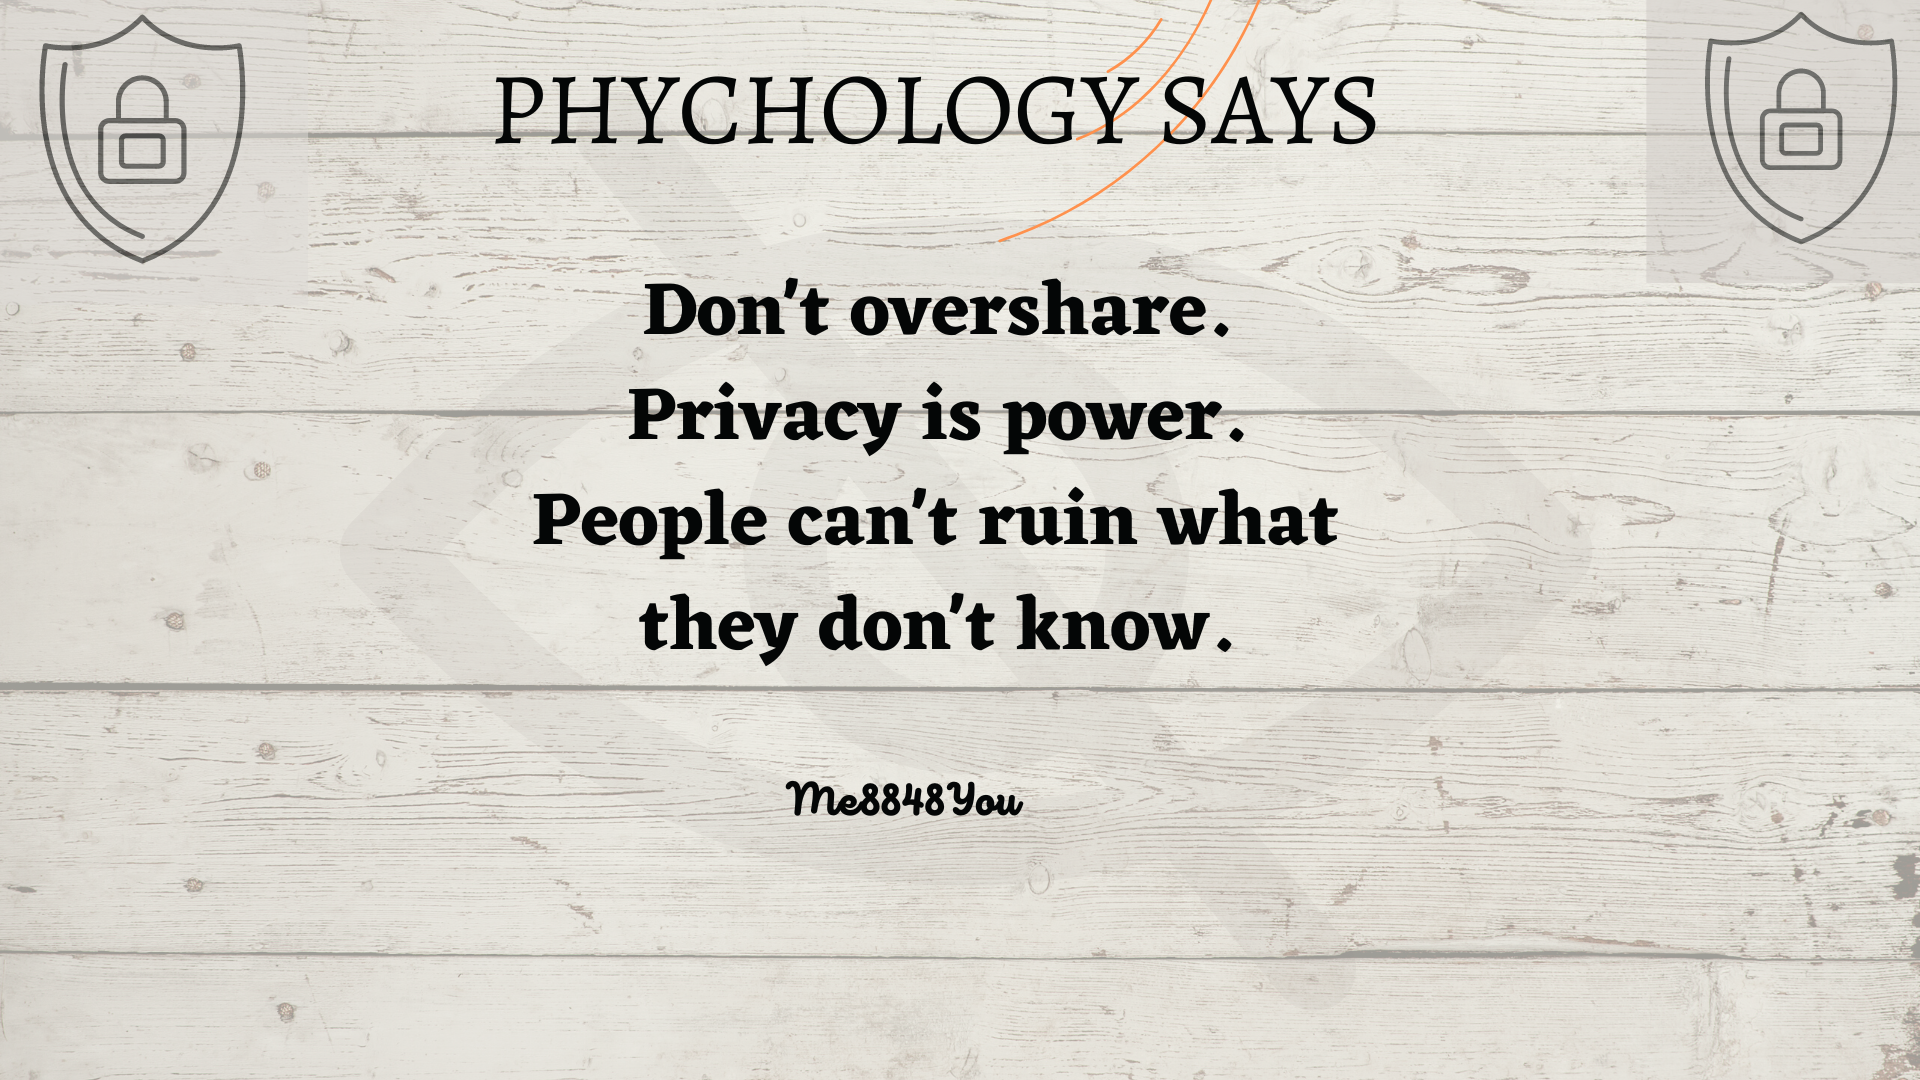 PHYCHOLOGY SAYS
Don't overshare.
Privacy is power.
People can't ruin what
they don't know.
Me8848You